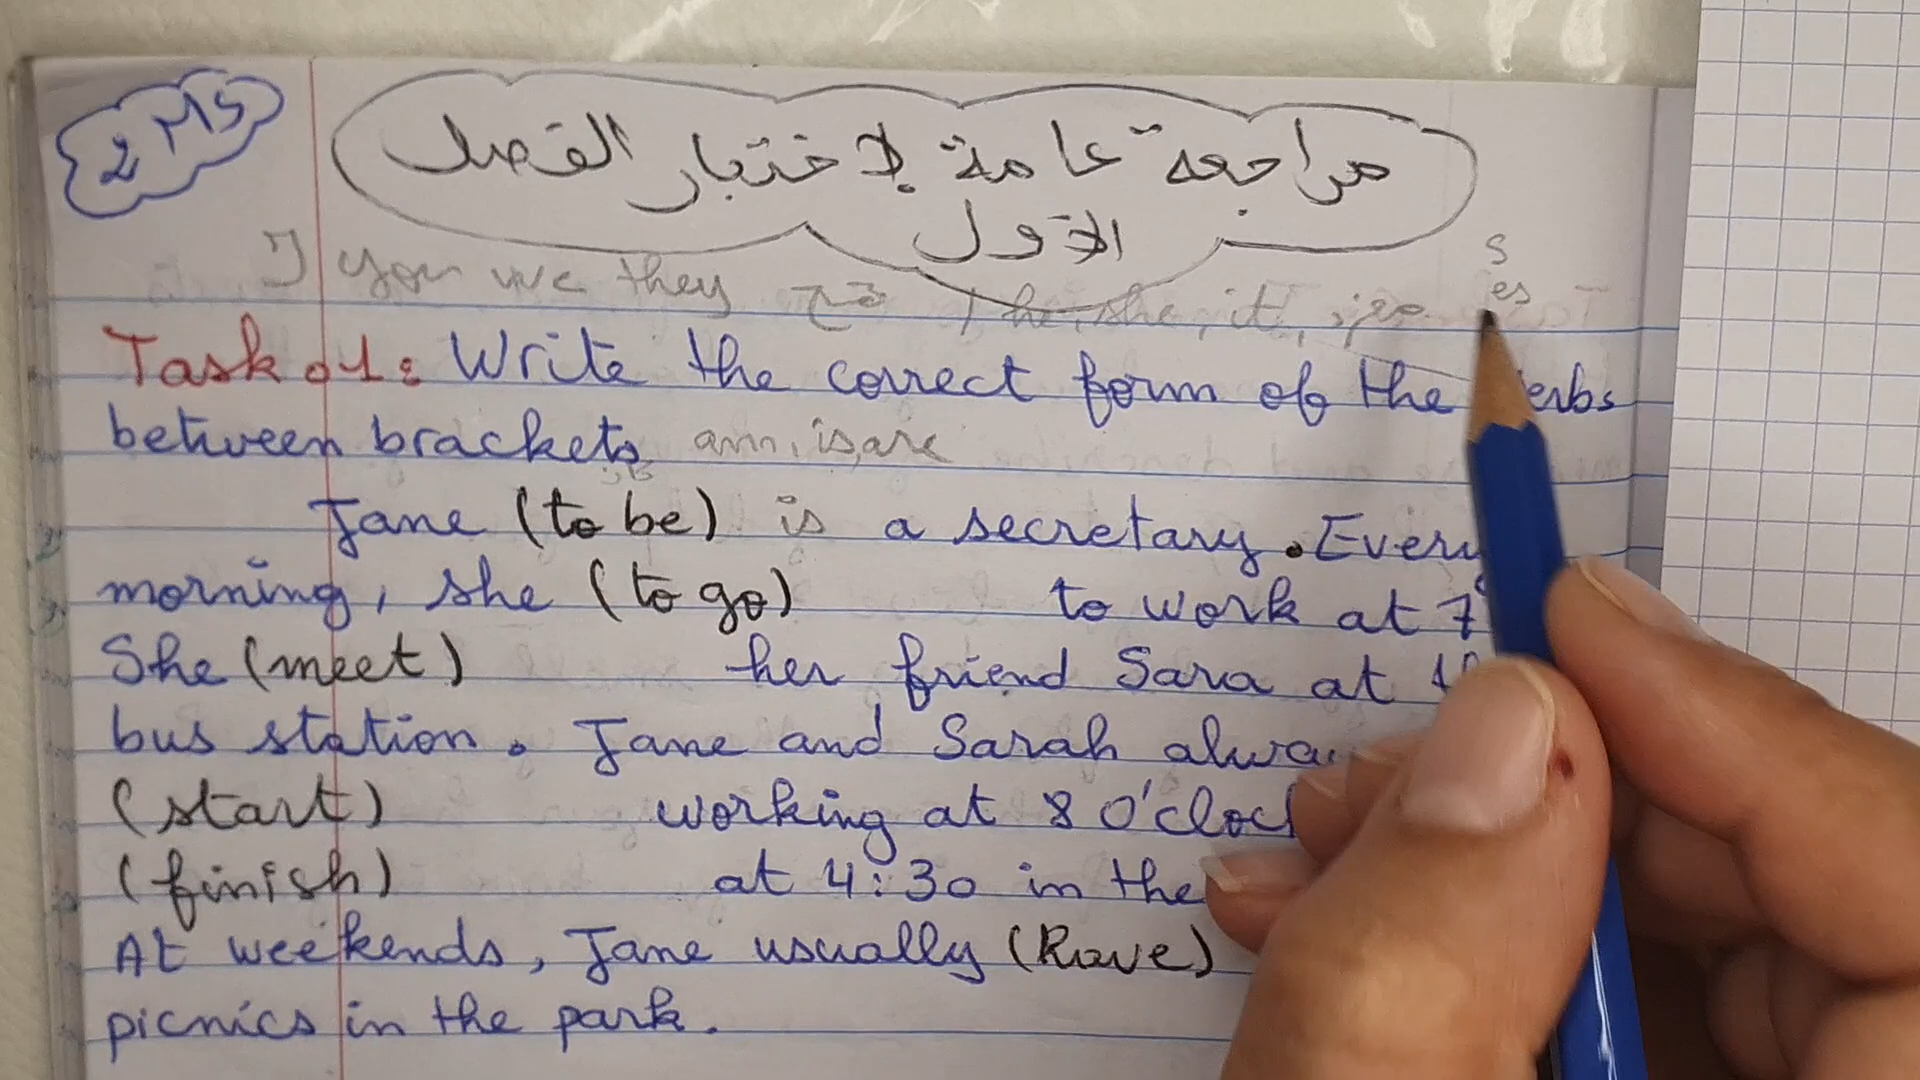 2 MS
مراجعة عامة لاختبار الفصل
الأول
s
I you we they he, she, it, es
Task 01: Write the correct form of the verbs
between brackets am, is, are
Jane (to be) is a secretary. Every
morning, she (to go) to work at 7
She (meet) her friend Sara at
bus station. Jane and Sarah
(start) working at 8 O'cloc
(finish) at 4:30 in the
At weekends, Jane usually (have)
picnics in the park.